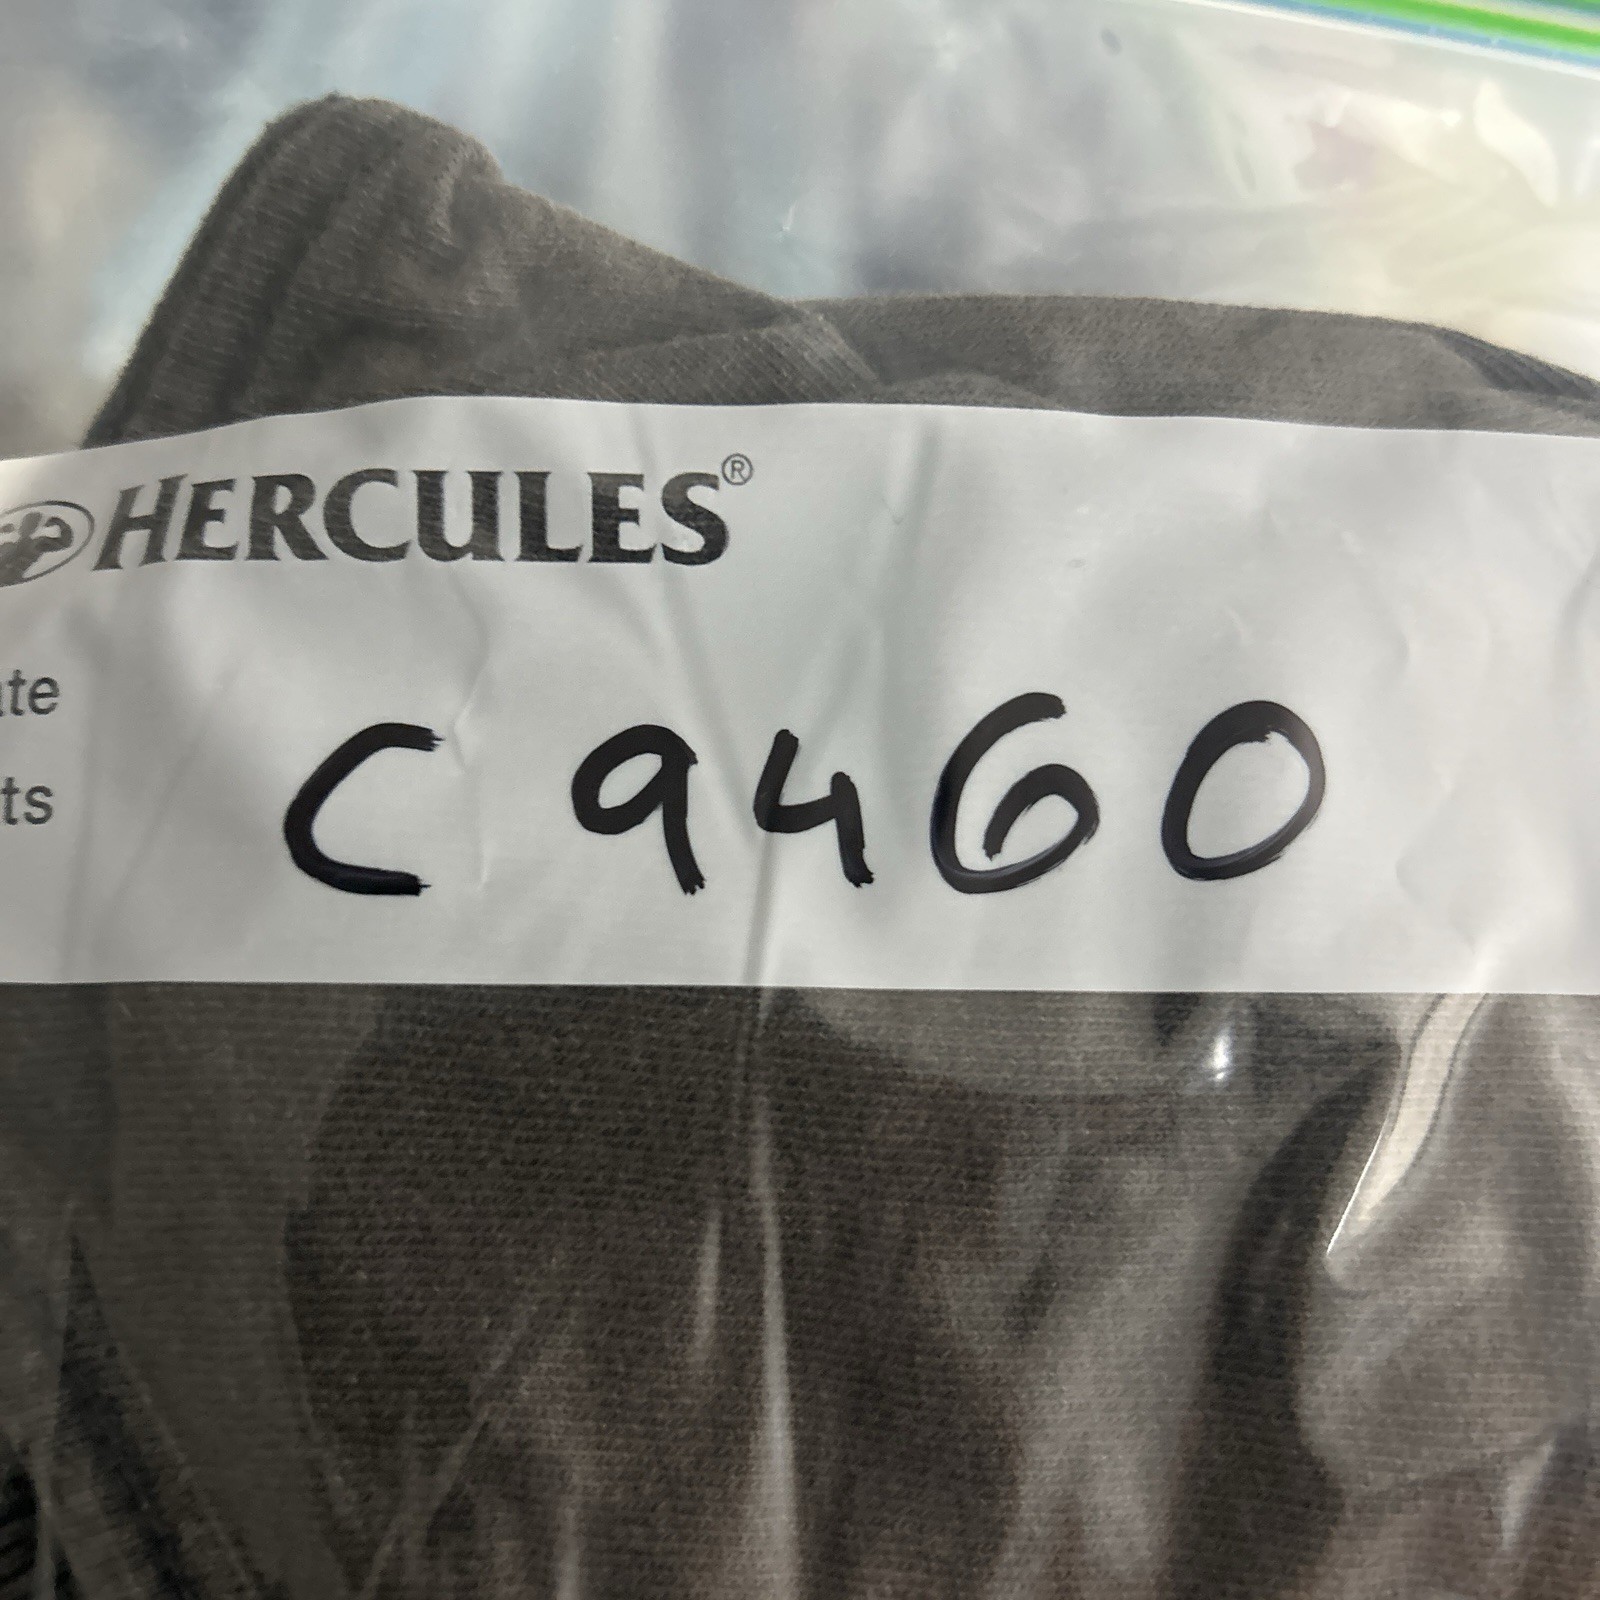 HERCULES®
ate
C 9460
ts